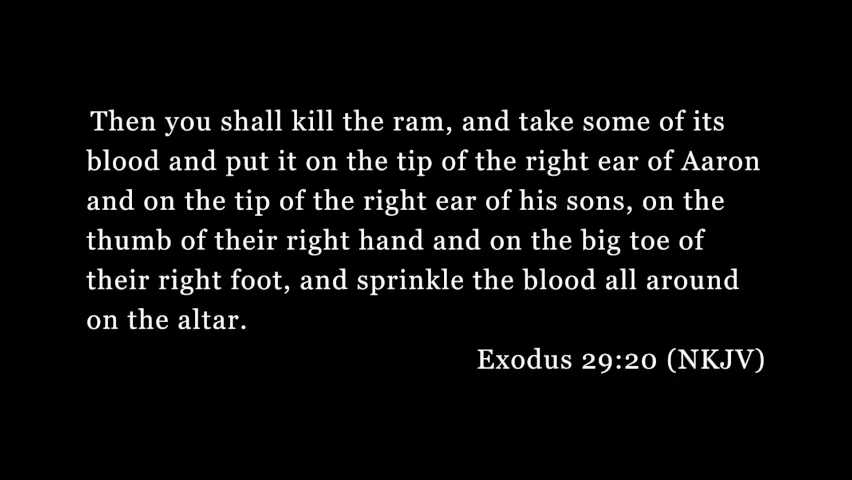 Then you shall kill the ram, and take some of its
blood and put it on the tip of the right ear of Aaron
and on the tip of the right ear of his sons, on the
thumb of their right hand and on the big toe of
their right foot, and sprinkle the blood all around
on the altar.
Exodus 29:20 (NKJV)